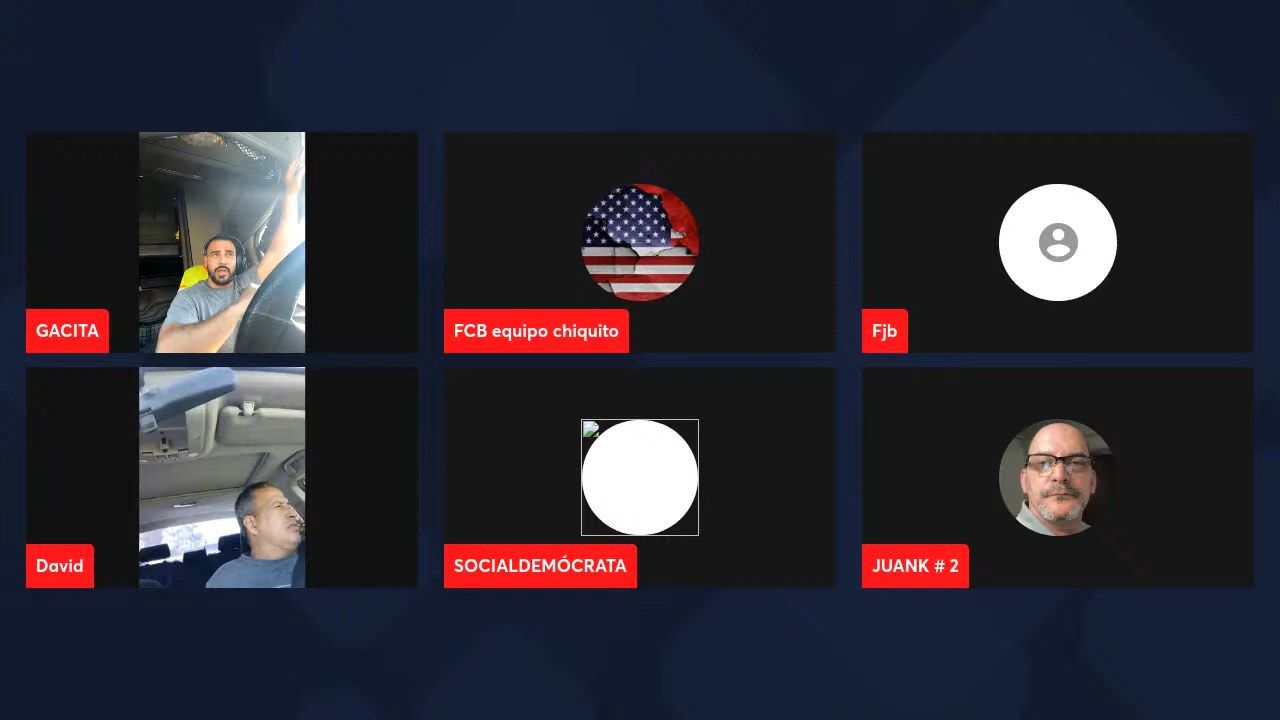 GACITA
FCB equipo chiquito
Fjb
David
SOCIALDEMÓCRATA
JUANK # 2